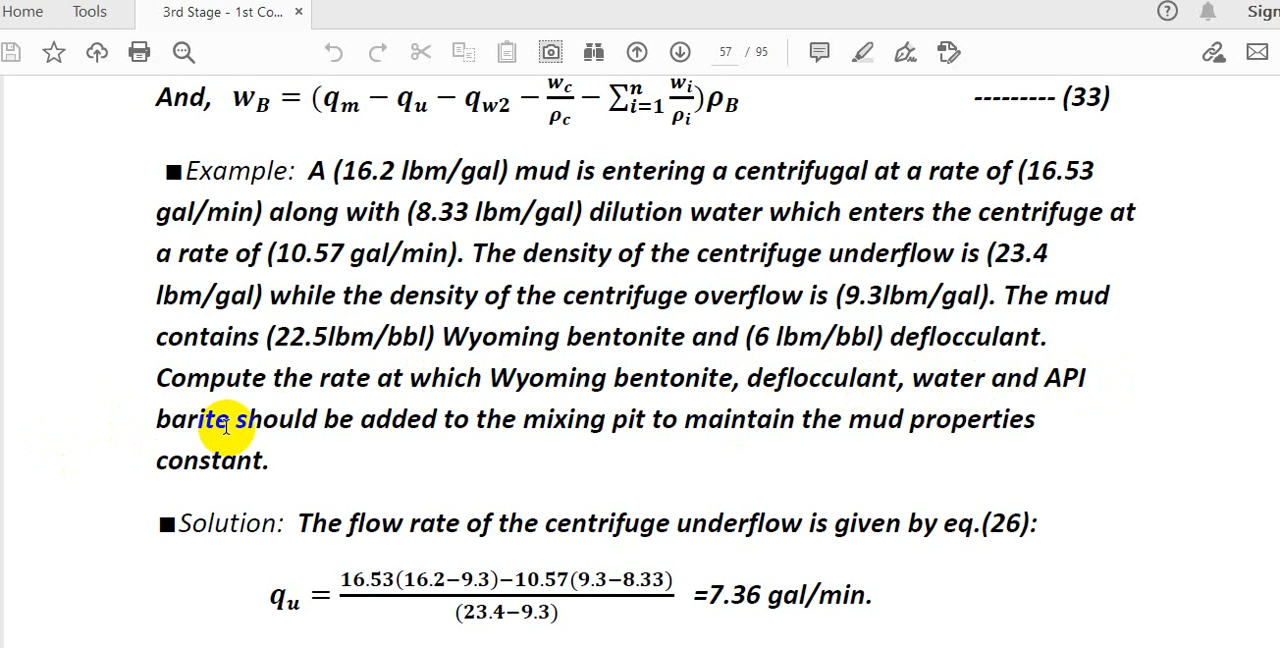 Home Tools 3rd Stage - 1st Co... × Sign
57 / 95
And, w_B = (q_m − q_u − q_w2 − w_c/ρ_c − ∑_{i=1}^{n} w_i/ρ_i)ρ_B --------- (33)
■Example: A (16.2 lbm/gal) mud is entering a centrifugal at a rate of (16.53
gal/min) along with (8.33 lbm/gal) dilution water which enters the centrifuge at
a rate of (10.57 gal/min). The density of the centrifuge underflow is (23.4
lbm/gal) while the density of the centrifuge overflow is (9.3lbm/gal). The mud
contains (22.5lbm/bbl) Wyoming bentonite and (6 lbm/bbl) deflocculant.
Compute the rate at which Wyoming bentonite, deflocculant, water and API
barite should be added to the mixing pit to maintain the mud properties
constant.
■Solution: The flow rate of the centrifuge underflow is given by eq.(26):
q_u = 16.53(16.2−9.3)−10.57(9.3−8.33)/(23.4−9.3) =7.36 gal/min.